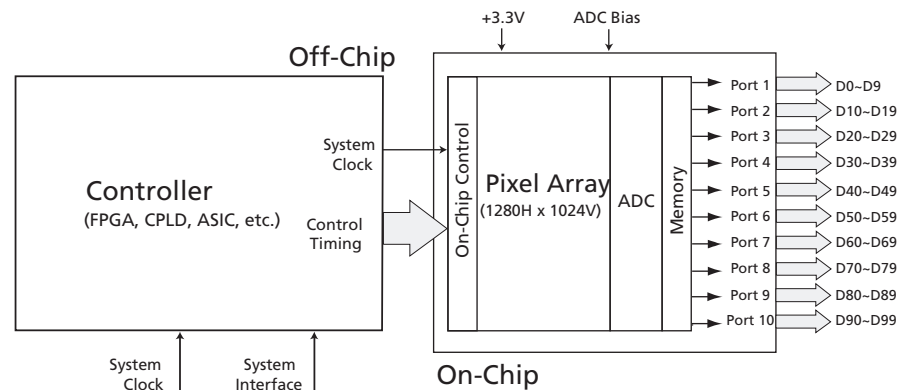 +3.3V
ADC Bias
Off-Chip
System
Clock
Controller
(FPGA, CPLD, ASIC, etc.)
Control
Timing
On-Chip Control
Pixel Array
(1280H x 1024V)
ADC
Memory
Port 1
D0~D9
Port 2
D10~D19
Port 3
D20~D29
Port 4
D30~D39
Port 5
D40~D49
Port 6
D50~D59
Port 7
D60~D69
Port 8
D70~D79
Port 9
D80~D89
Port 10
D90~D99
System
Clock
System
Interface
On-Chip